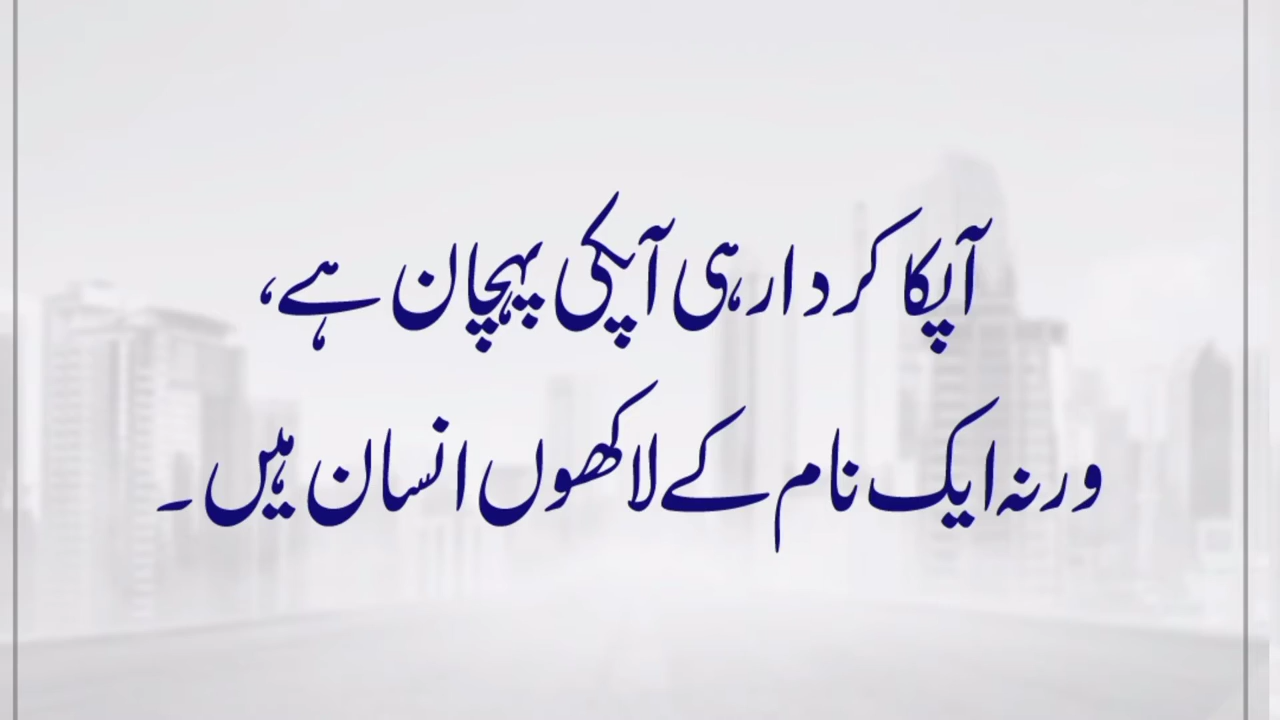 آپکا کردار ہی آپکی پہچان ہے،
ورنہ ایک نام کے لاکھوں انسان ہیں۔